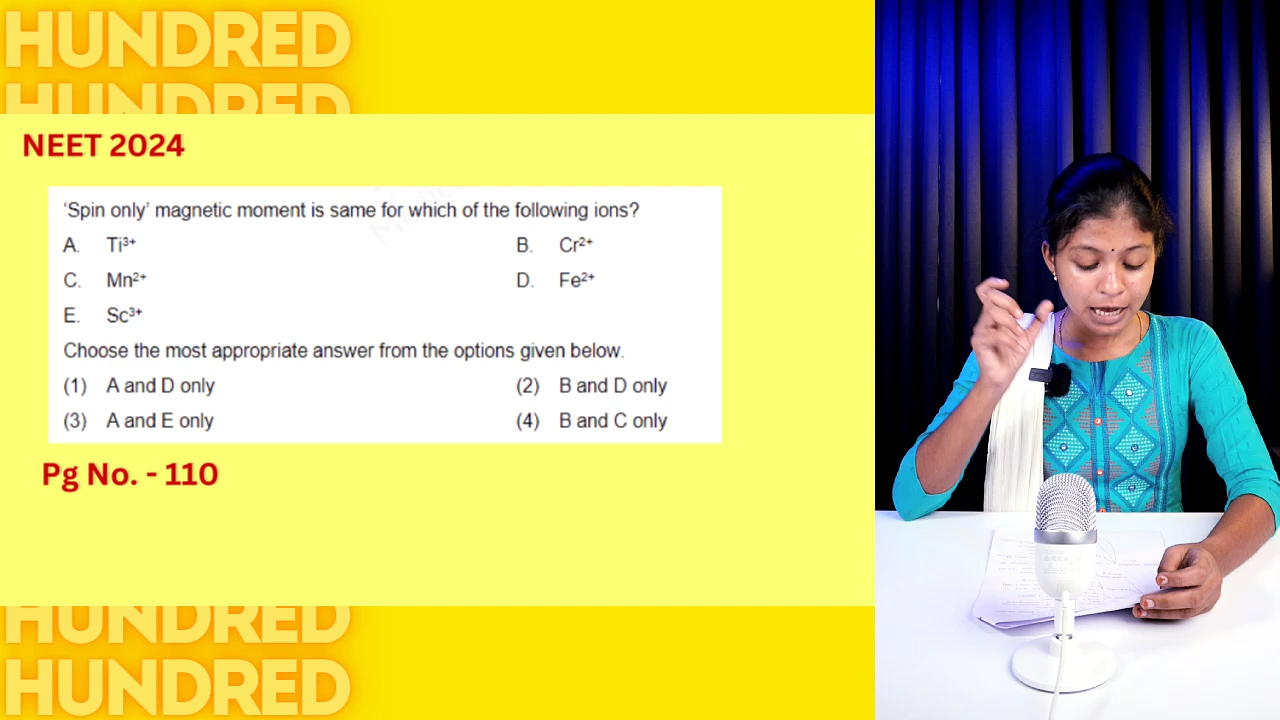 HUNDRED
HUNDRED
NEET 2024
'Spin only' magnetic moment is same for which of the following ions?
A. Ti³⁺ B. Cr²⁺
C. Mn²⁺ D. Fe²⁺
E. Sc³⁺
Choose the most appropriate answer from the options given below.
(1) A and D only (2) B and D only
(3) A and E only (4) B and C only
Pg No. - 110
HUNDRED
HUNDRED